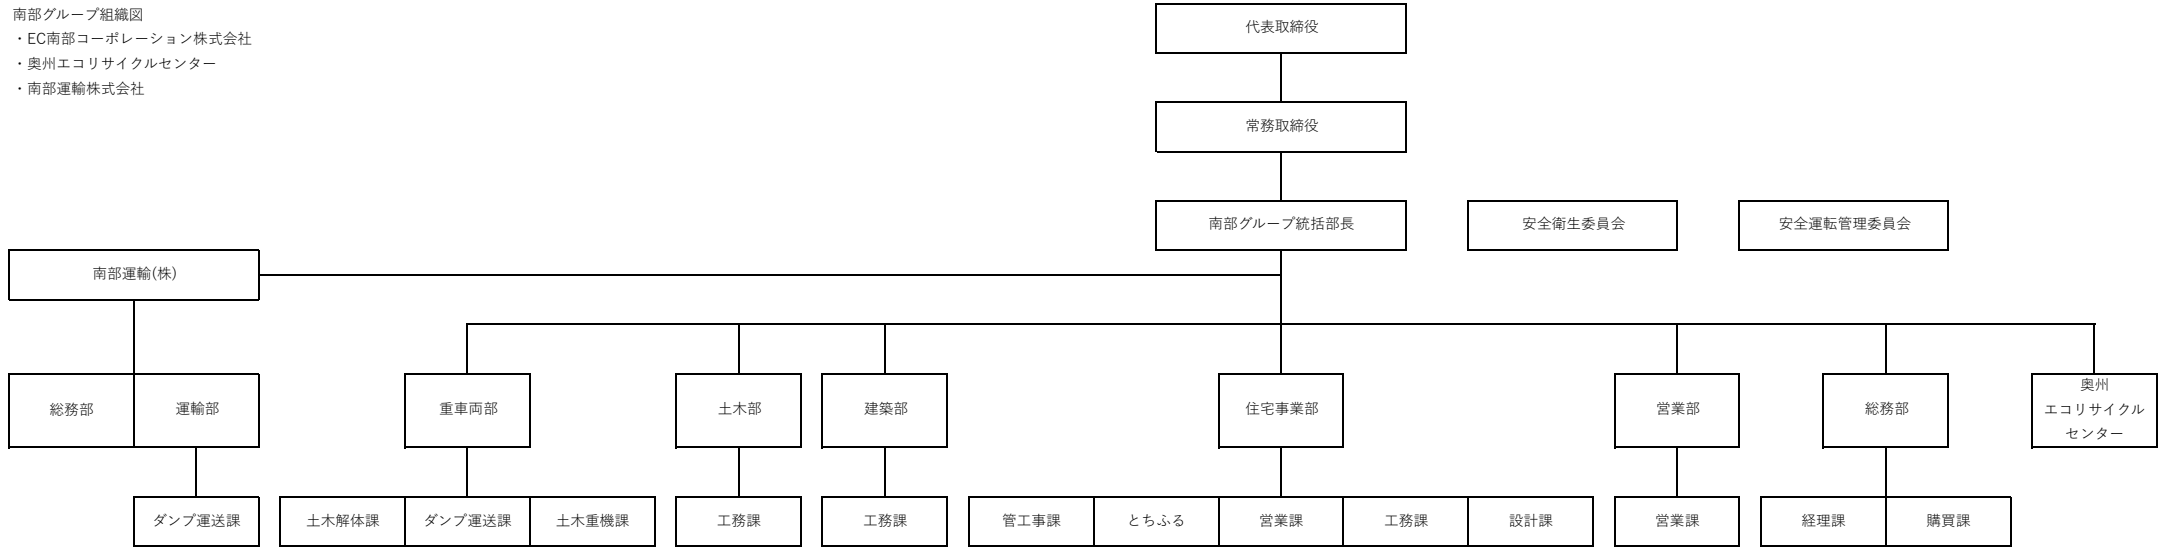 南部グループ組織図
・EC南部コーポレーション株式会社
・奥州エコリサイクルセンター
・南部運輸株式会社
代表取締役
常務取締役
南部グループ統括部長
安全衛生委員会
安全運転管理委員会
南部運輸(株)
総務部
運輸部
重車両部
土木部
建築部
住宅事業部
営業部
総務部
奥州
エコリサイクル
センター
ダンプ運送課
土木解体課
ダンプ運送課
土木重機課
工務課
工務課
管工事課
とちふる
営業課
工務課
設計課
営業課
経理課
購買課